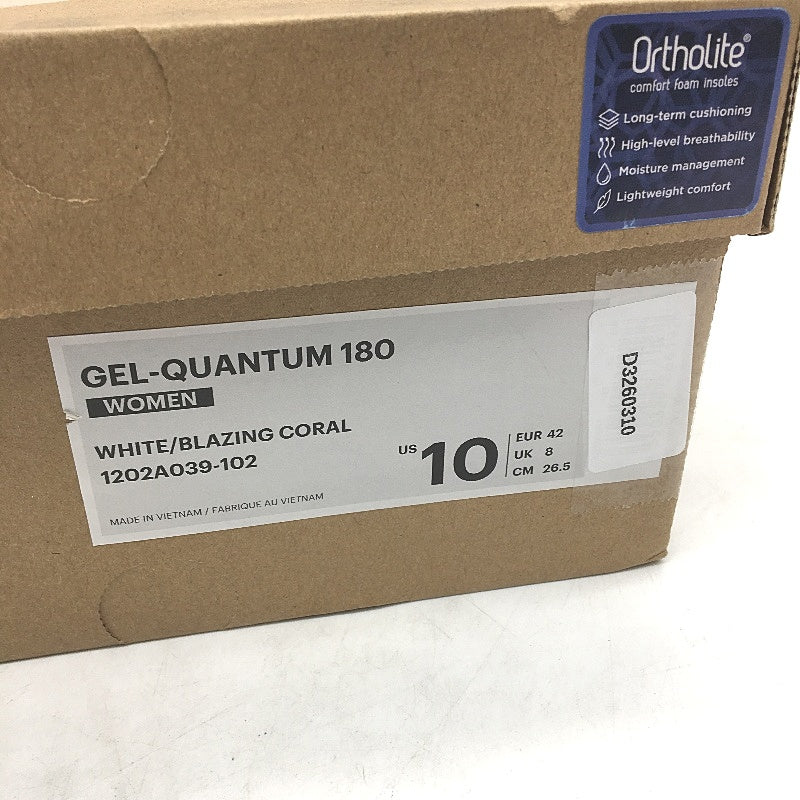 Ortholite®
comfort foam insoles
Long-term cushioning
High-level breathability
Moisture management
Lightweight comfort
GEL-QUANTUM 180
WOMEN
WHITE/BLAZING CORAL
1202A039-102
US 10
EUR 42
UK 8
CM 26.5
MADE IN VIETNAM / FABRIQUE AU VIETNAM
D3260310